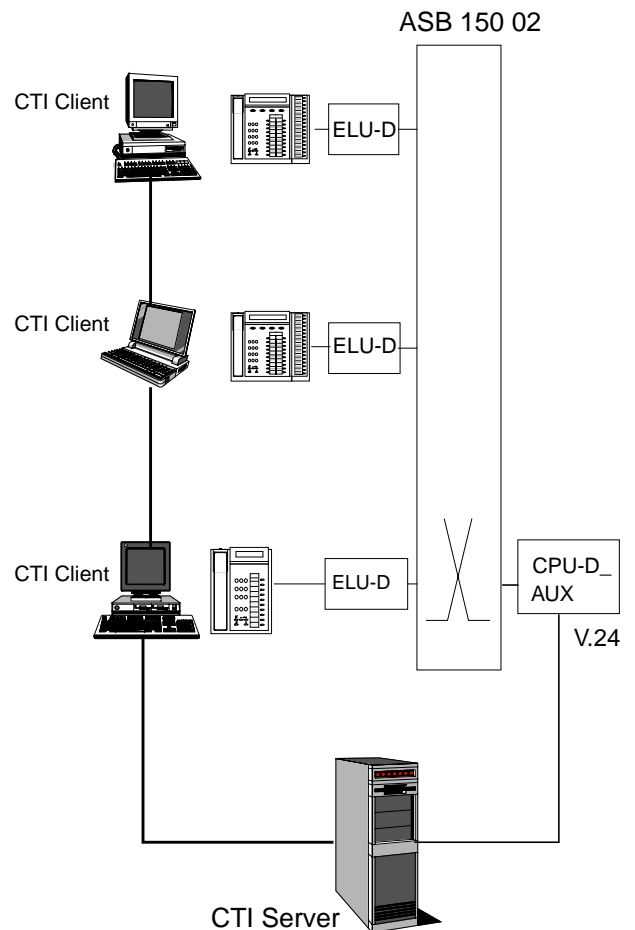 ASB 150 02
CTI Client
ELU-D
CTI Client
ELU-D
CTI Client
ELU-D
CPU-D_
AUX
V.24
CTI Server